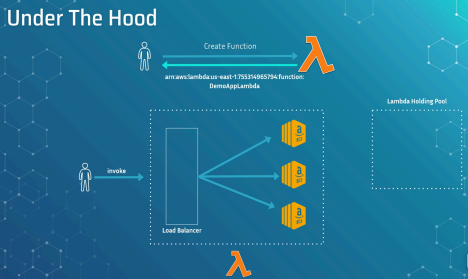 Under The Hood
Create Function
arn:aws:lambda:us-east-1:755314965794:function:
DemoAppLambda
Lambda Holding Pool
invoke
Load Balancer